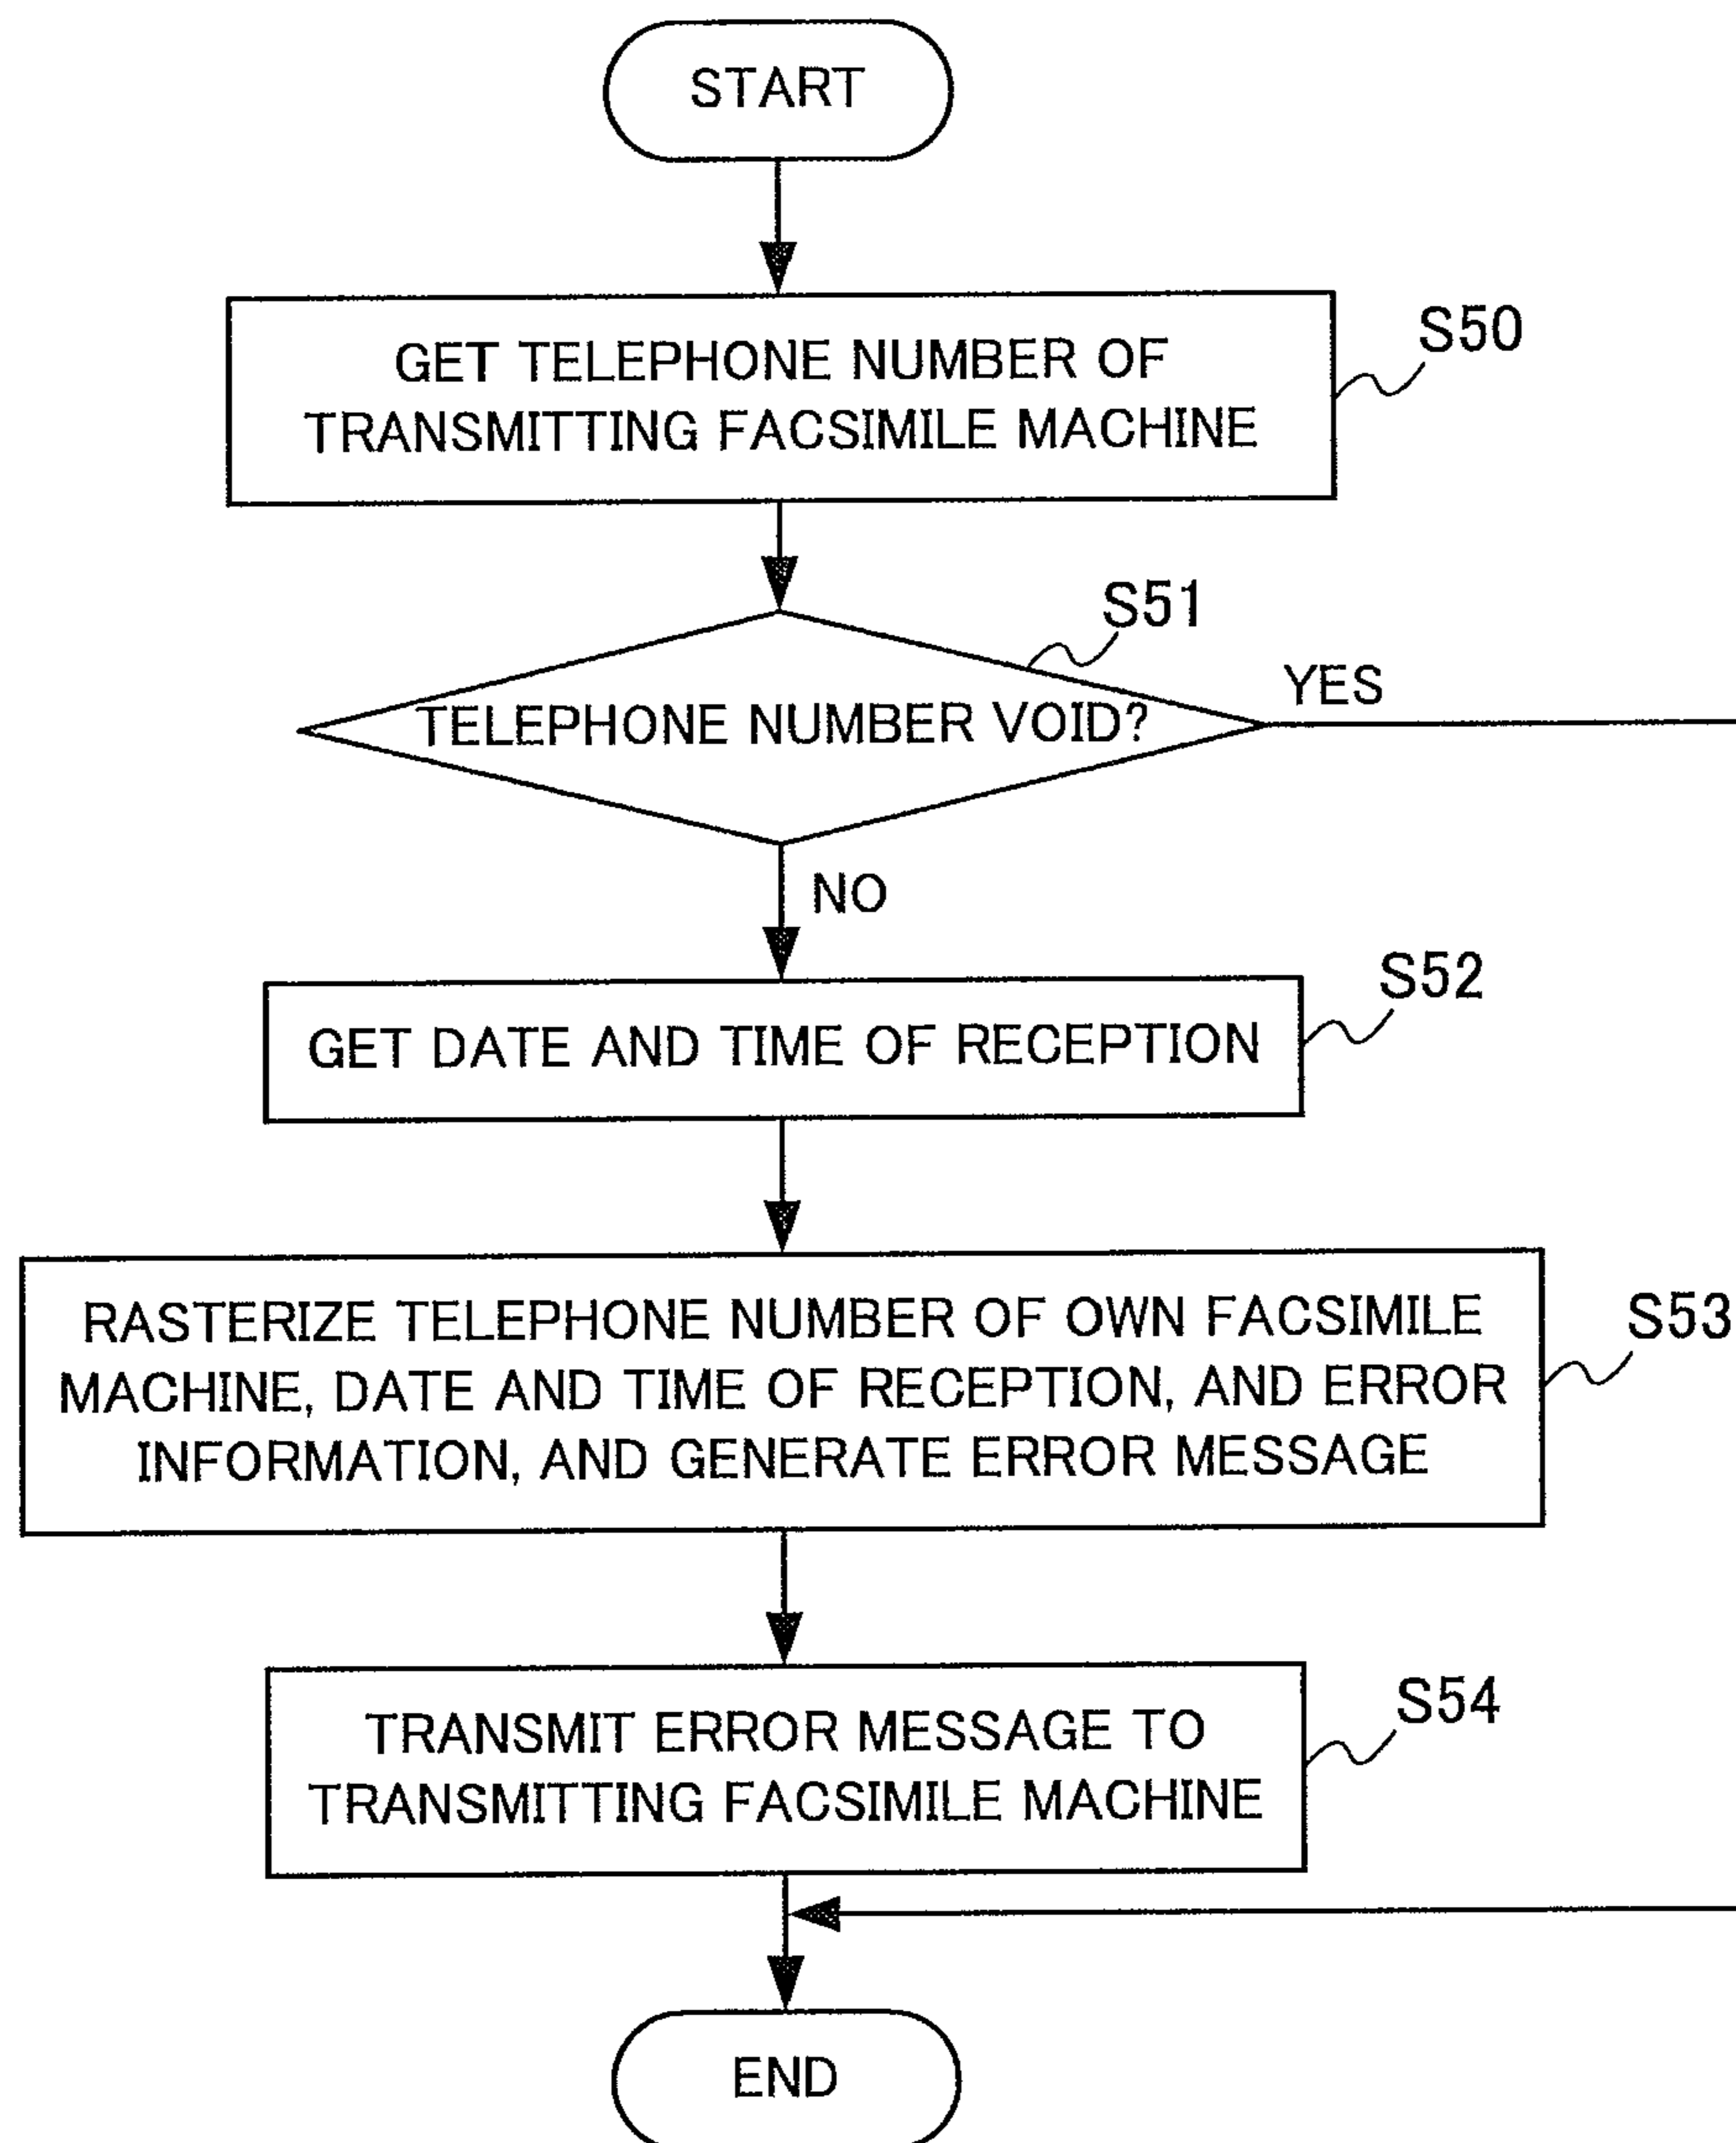 START
GET TELEPHONE NUMBER OF
TRANSMITTING FACSIMILE MACHINE
S50
S51
TELEPHONE NUMBER VOID?
YES
NO
S52
GET DATE AND TIME OF RECEPTION
RASTERIZE TELEPHONE NUMBER OF OWN FACSIMILE
MACHINE, DATE AND TIME OF RECEPTION, AND ERROR
INFORMATION, AND GENERATE ERROR MESSAGE
S53
TRANSMIT ERROR MESSAGE TO
TRANSMITTING FACSIMILE MACHINE
S54
END